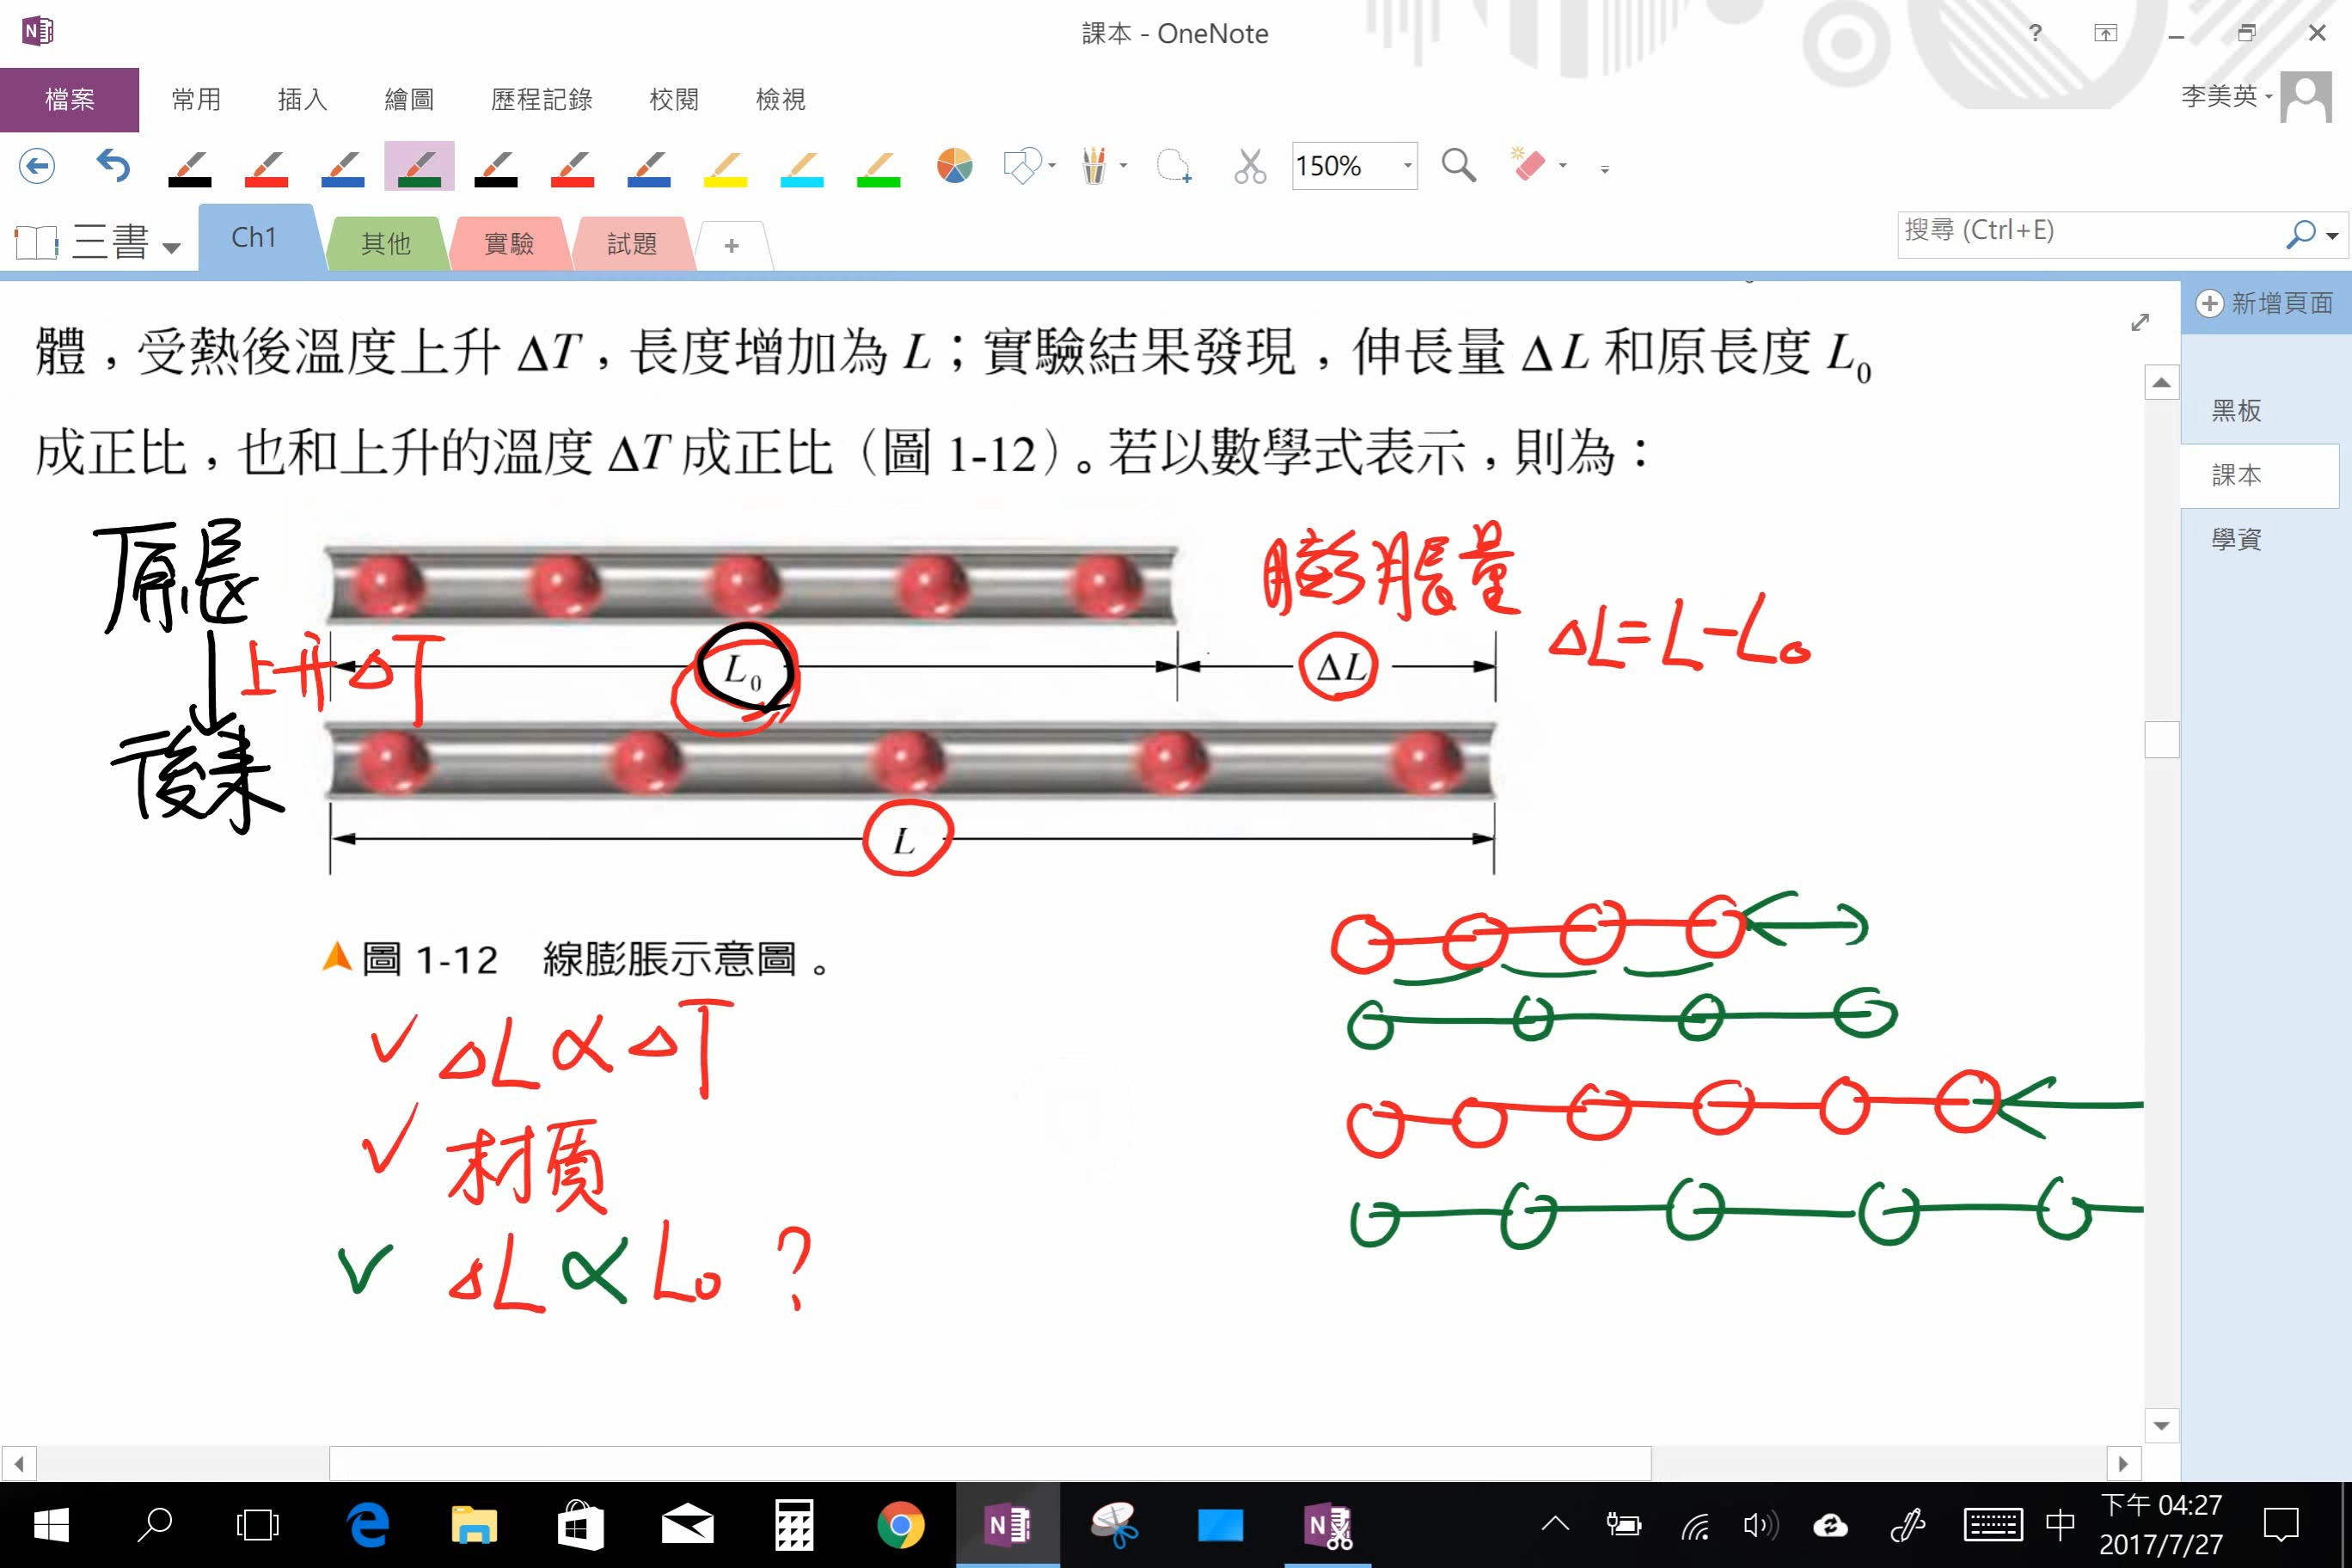 課本 - OneNote
?
檔案 常用 插入 繪圖 歷程記錄 校閱 檢視
李美英
150%
三書 Ch1 其他 實驗 試題 +
搜尋 (Ctrl+E)
新增頁面
黑板
課本
學資
體，受熱後溫度上升 ΔT，長度增加為 L；實驗結果發現，伸長量 ΔL 和原長度 L₀
成正比，也和上升的溫度 ΔT 成正比（圖 1-12）。若以數學式表示，則為：
原長
膨脹量
上升 ΔT
L₀
ΔL
ΔL=L-L₀
後來
L
圖 1-12 線膨脹示意圖。
✓ ΔL ∝ ΔT
✓ 材質
✓ ΔL ∝ L₀ ?
中
下午 04:27
2017/7/27